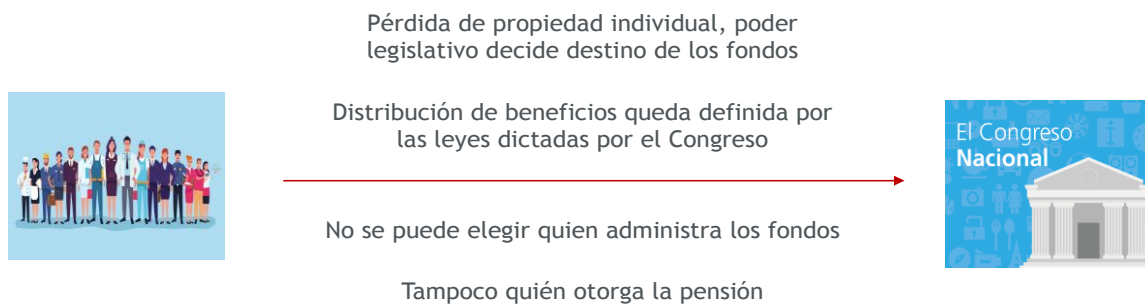 Pérdida de propiedad individual, poder
legislativo decide destino de los fondos
Distribución de beneficios queda definida por
las leyes dictadas por el Congreso
No se puede elegir quien administra los fondos
Tampoco quién otorga la pensión
El Congreso
Nacional